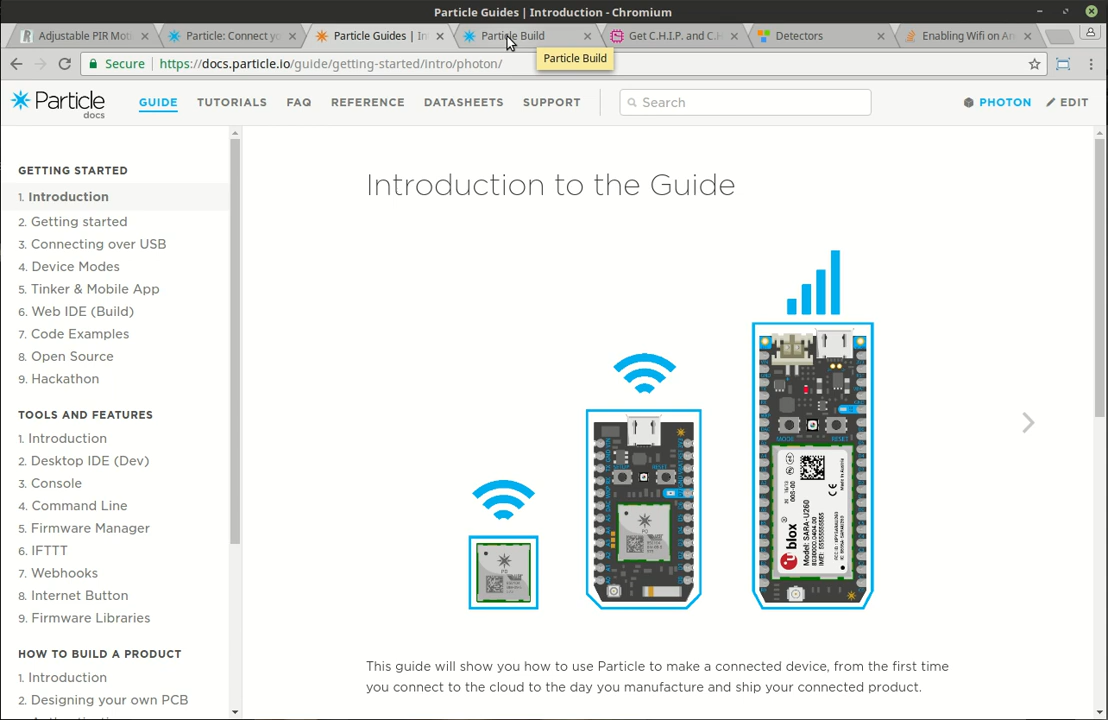 Particle Guides | Introduction - Chromium
Adjustable PIR Moti
Particle: Connect yo
Particle Guides | In
Particle Build
Get C.H.I.P. and C.H
Detectors
Enabling Wifi on An
Particle Build
Secure
https://docs.particle.io/guide/getting-started/intro/photon/
Particle
docs
GUIDE
TUTORIALS
FAQ
REFERENCE
DATASHEETS
SUPPORT
Search
PHOTON
EDIT
GETTING STARTED
1. Introduction
2. Getting started
3. Connecting over USB
4. Device Modes
5. Tinker & Mobile App
6. Web IDE (Build)
7. Code Examples
8. Open Source
9. Hackathon
TOOLS AND FEATURES
1. Introduction
2. Desktop IDE (Dev)
3. Console
4. Command Line
5. Firmware Manager
6. IFTTT
7. Webhooks
8. Internet Button
9. Firmware Libraries
HOW TO BUILD A PRODUCT
1. Introduction
2. Designing your own PCB
Introduction to the Guide
MODE
RESET
blox
Model: SARA-U260
This guide will show you how to use Particle to make a connected device, from the first time
you connect to the cloud to the day you manufacture and ship your connected product.